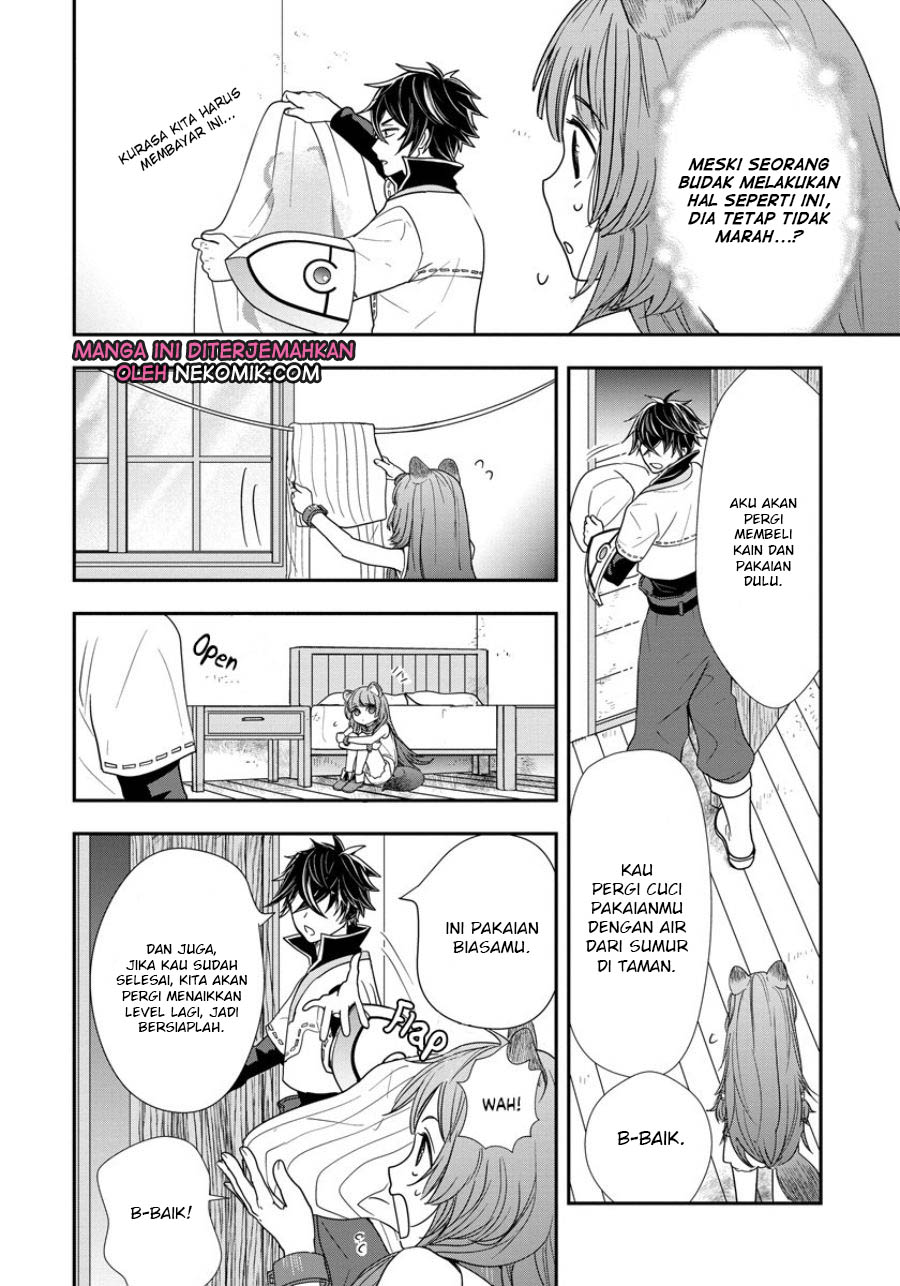 MESKI SEORANG
BUDAK MELAKUKAN
HAL SEPERTI INI,
DIA TETAP TIDAK
MARAH...?
KURASA KITA HARUS
MEMBAYAR INI...
MANGA INI DITERJEMAHKAN
OLEH NEKOMIK.COM
AKU AKAN
PERGI
MEMBELI
KAIN DAN
PAKAIAN
DULU.
KAU
PERGI CUCI
PAKAIANMU
DENGAN AIR
DARI SUMUR
DI TAMAN.
B-BAIK.
Open
INI PAKAIAN
BIASAMU.
DAN JUGA,
JIKA KAU SUDAH
SELESAI, KITA AKAN
PERGI MENAIKKAN
LEVEL LAGI, JADI
BERSIAPLAH.
Flap
WAH!
B-BAIK!